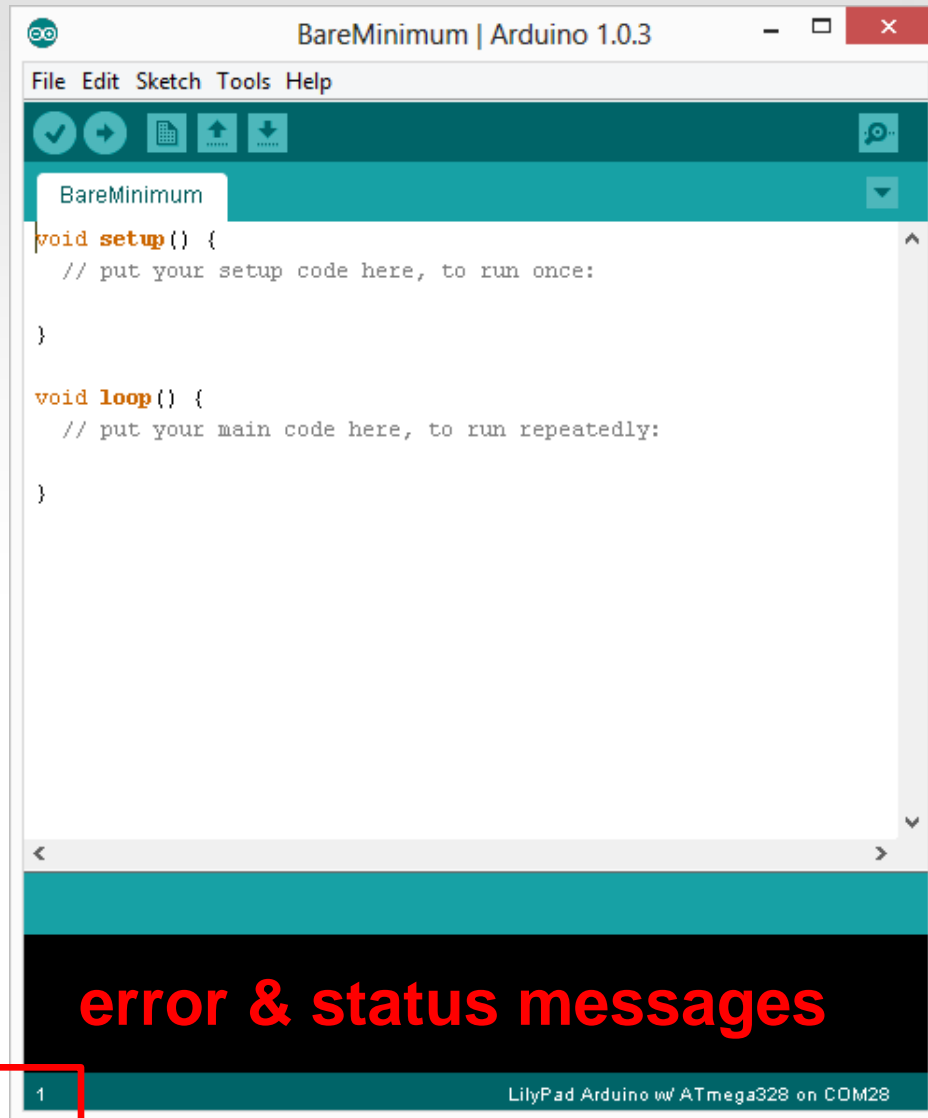 BareMinimum | Arduino 1.0.3
File Edit Sketch Tools Help
BareMinimum
void setup() {
  // put your setup code here, to run once:
}
void loop() {
  // put your main code here, to run repeatedly:
}
error & status messages
1 LilyPad Arduino w/ ATmega328 on COM28